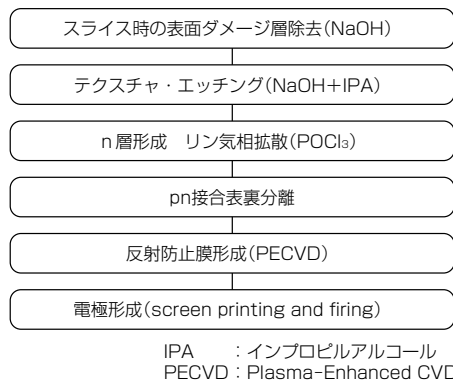 スライス時の表面ダメージ層除去(NaOH)
テクスチャ・エッチング(NaOH＋IPA)
n層形成　リン気相拡散(POCl₃)
pn接合表裏分離
反射防止膜形成(PECVD)
電極形成(screen printing and firing)
IPA　　：インプロピルアルコール
PECVD：Plasma-Enhanced CVD